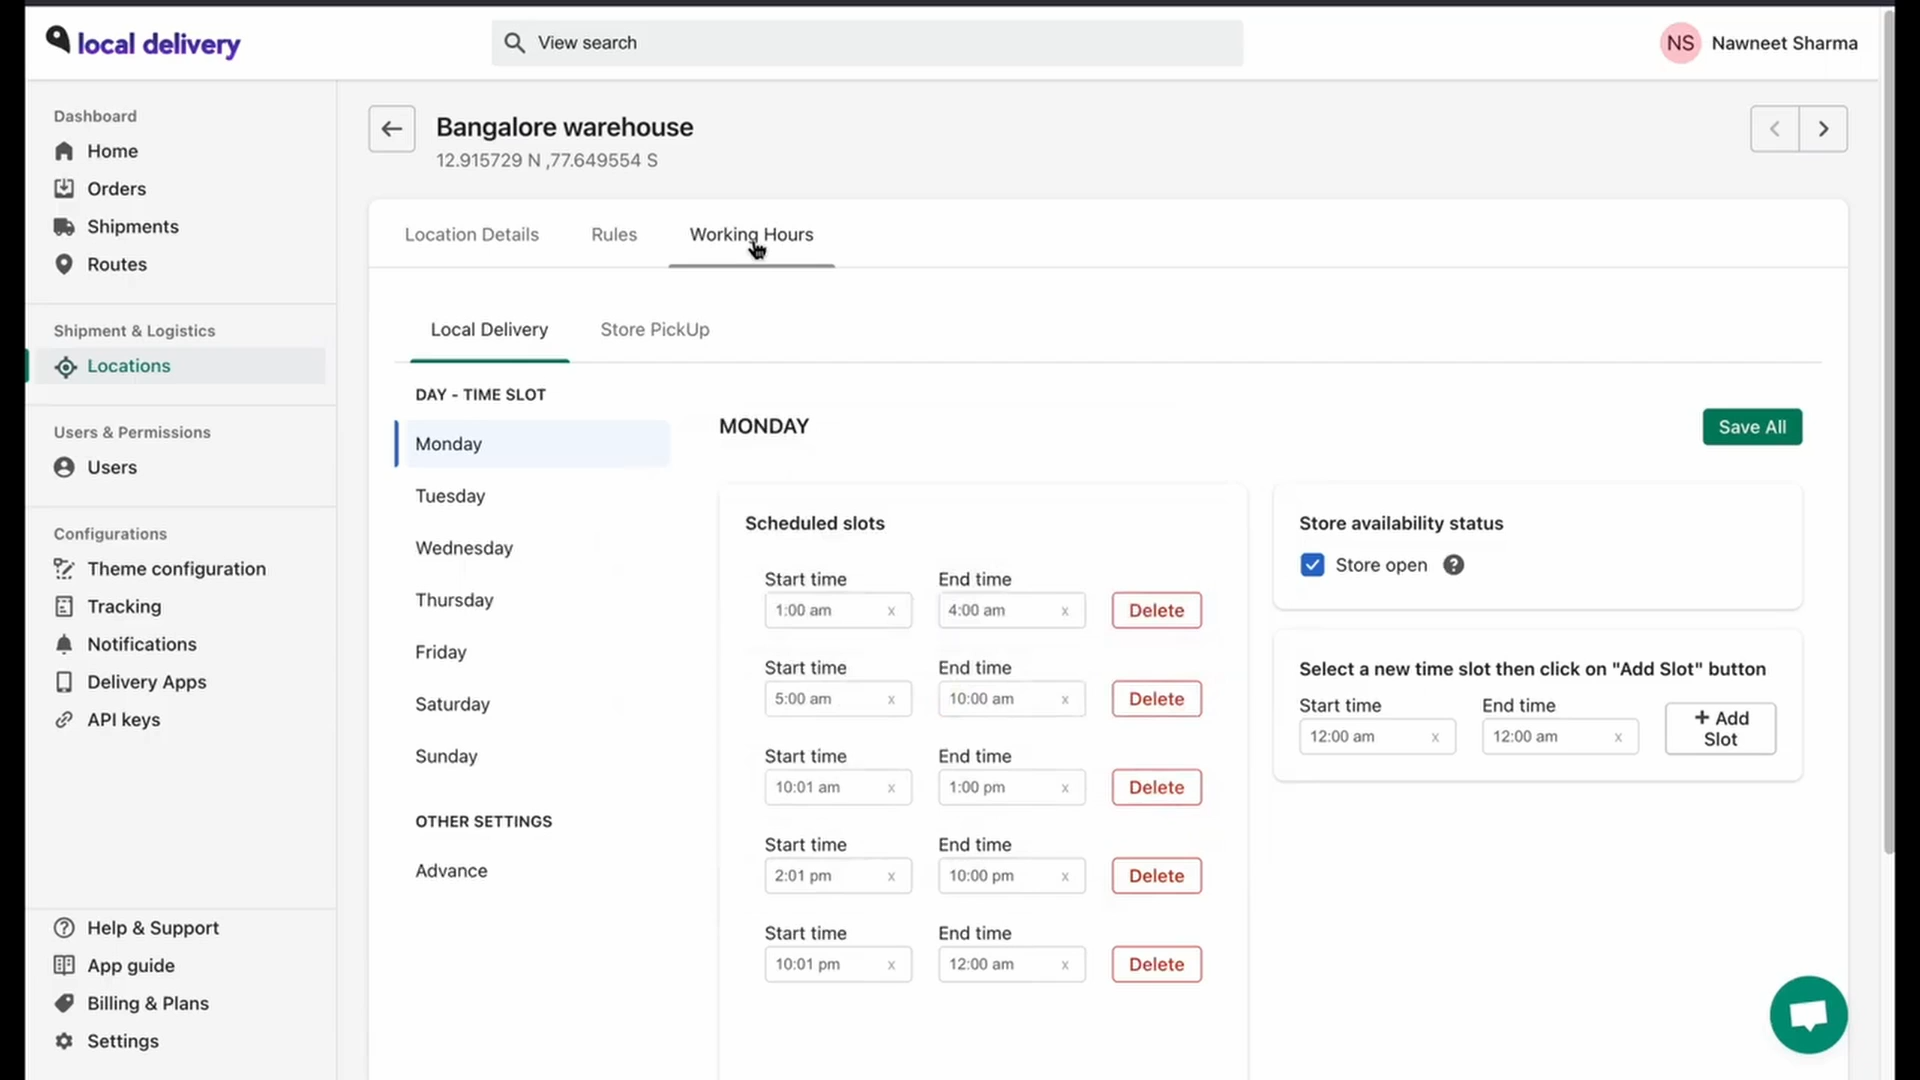 local delivery
View search
NS Nawneet Sharma
Dashboard
Home
Orders
Shipments
Routes
Shipment & Logistics
Locations
Users & Permissions
Users
Configurations
Theme configuration
Tracking
Notifications
Delivery Apps
API keys
Help & Support
App guide
Billing & Plans
Settings
Bangalore warehouse
12.915729 N ,77.649554 S
Location Details Rules Working Hours
Local Delivery Store PickUp
DAY - TIME SLOT
Monday
Tuesday
Wednesday
Thursday
Friday
Saturday
Sunday
OTHER SETTINGS
Advance
MONDAY
Save All
Scheduled slots
Start time End time
1:00 am x 4:00 am x Delete
Start time End time
5:00 am x 10:00 am x Delete
Start time End time
10:01 am x 1:00 pm x Delete
Start time End time
2:01 pm x 10:00 pm x Delete
Start time End time
10:01 pm x 12:00 am x Delete
Store availability status
Store open ?
Select a new time slot then click on "Add Slot" button
Start time End time
12:00 am x 12:00 am x
+ Add
Slot